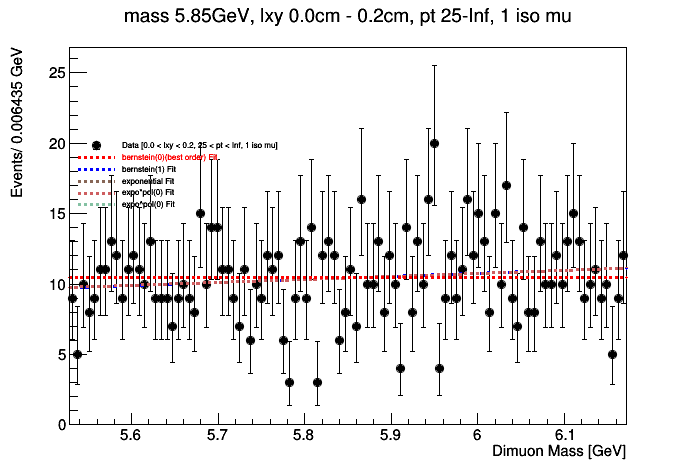 mass 5.85GeV, lxy 0.0cm - 0.2cm, pt 25-Inf, 1 iso mu
Events/ 0.006435 GeV
25
20
15
10
5
0
Data [0.0 < lxy < 0.2, 25 < pt < Inf, 1 iso mu]
bernstein(0)(best order) Fit
bernstein(1) Fit
exponential Fit
expo*pol(0) Fit
expo*pol(0) Fit
5.6 5.7 5.8 5.9 6 6.1
Dimuon Mass [GeV]